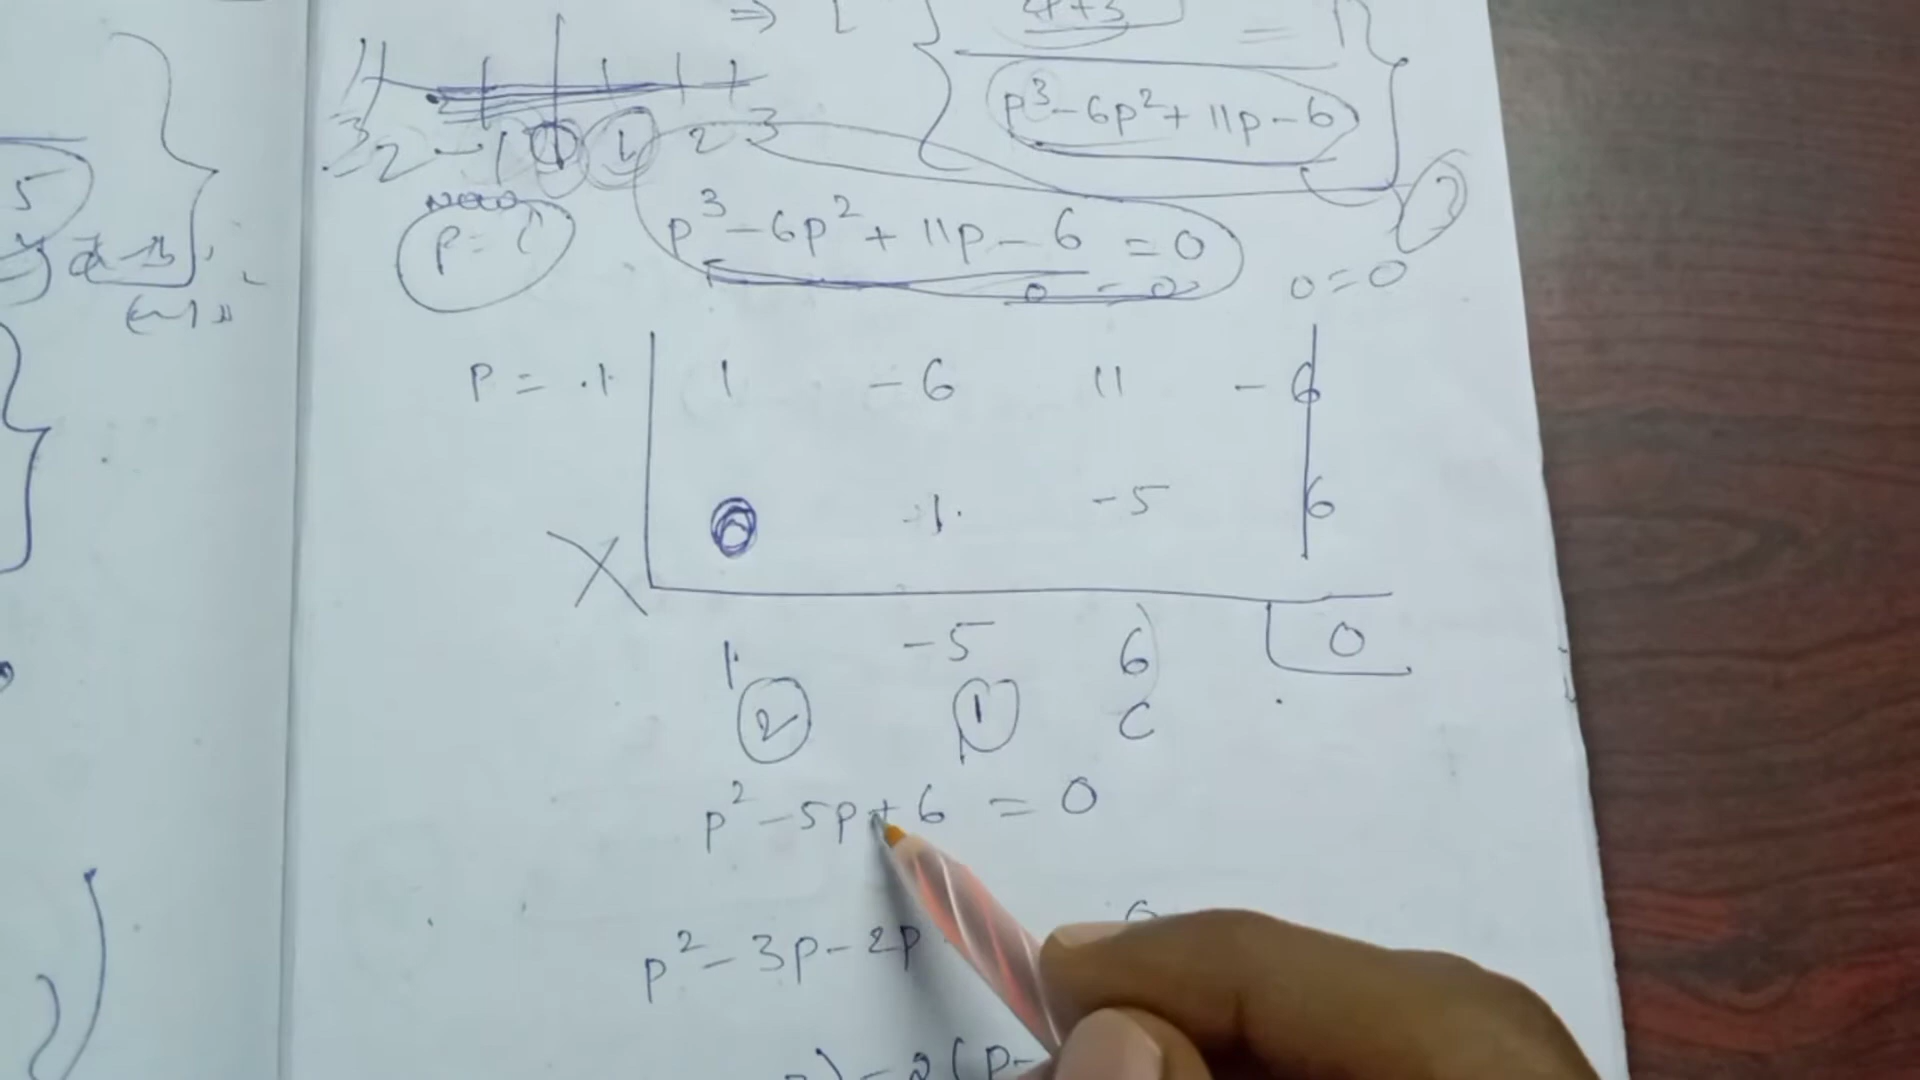 ⇒
= 1
p³ - 6p² + 11p - 6
-3 -2 -1 0 1 2 3
5
p = ?
p³ - 6p² + 11p - 6 = 0
0 = 0
0 = 0
P = 1 1 -6 11 -6
0 1 -5 6
X
1 -5 6 0
2 1 C
p² - 5p + 6 = 0
p² - 3p - 2p
) - 2(p-